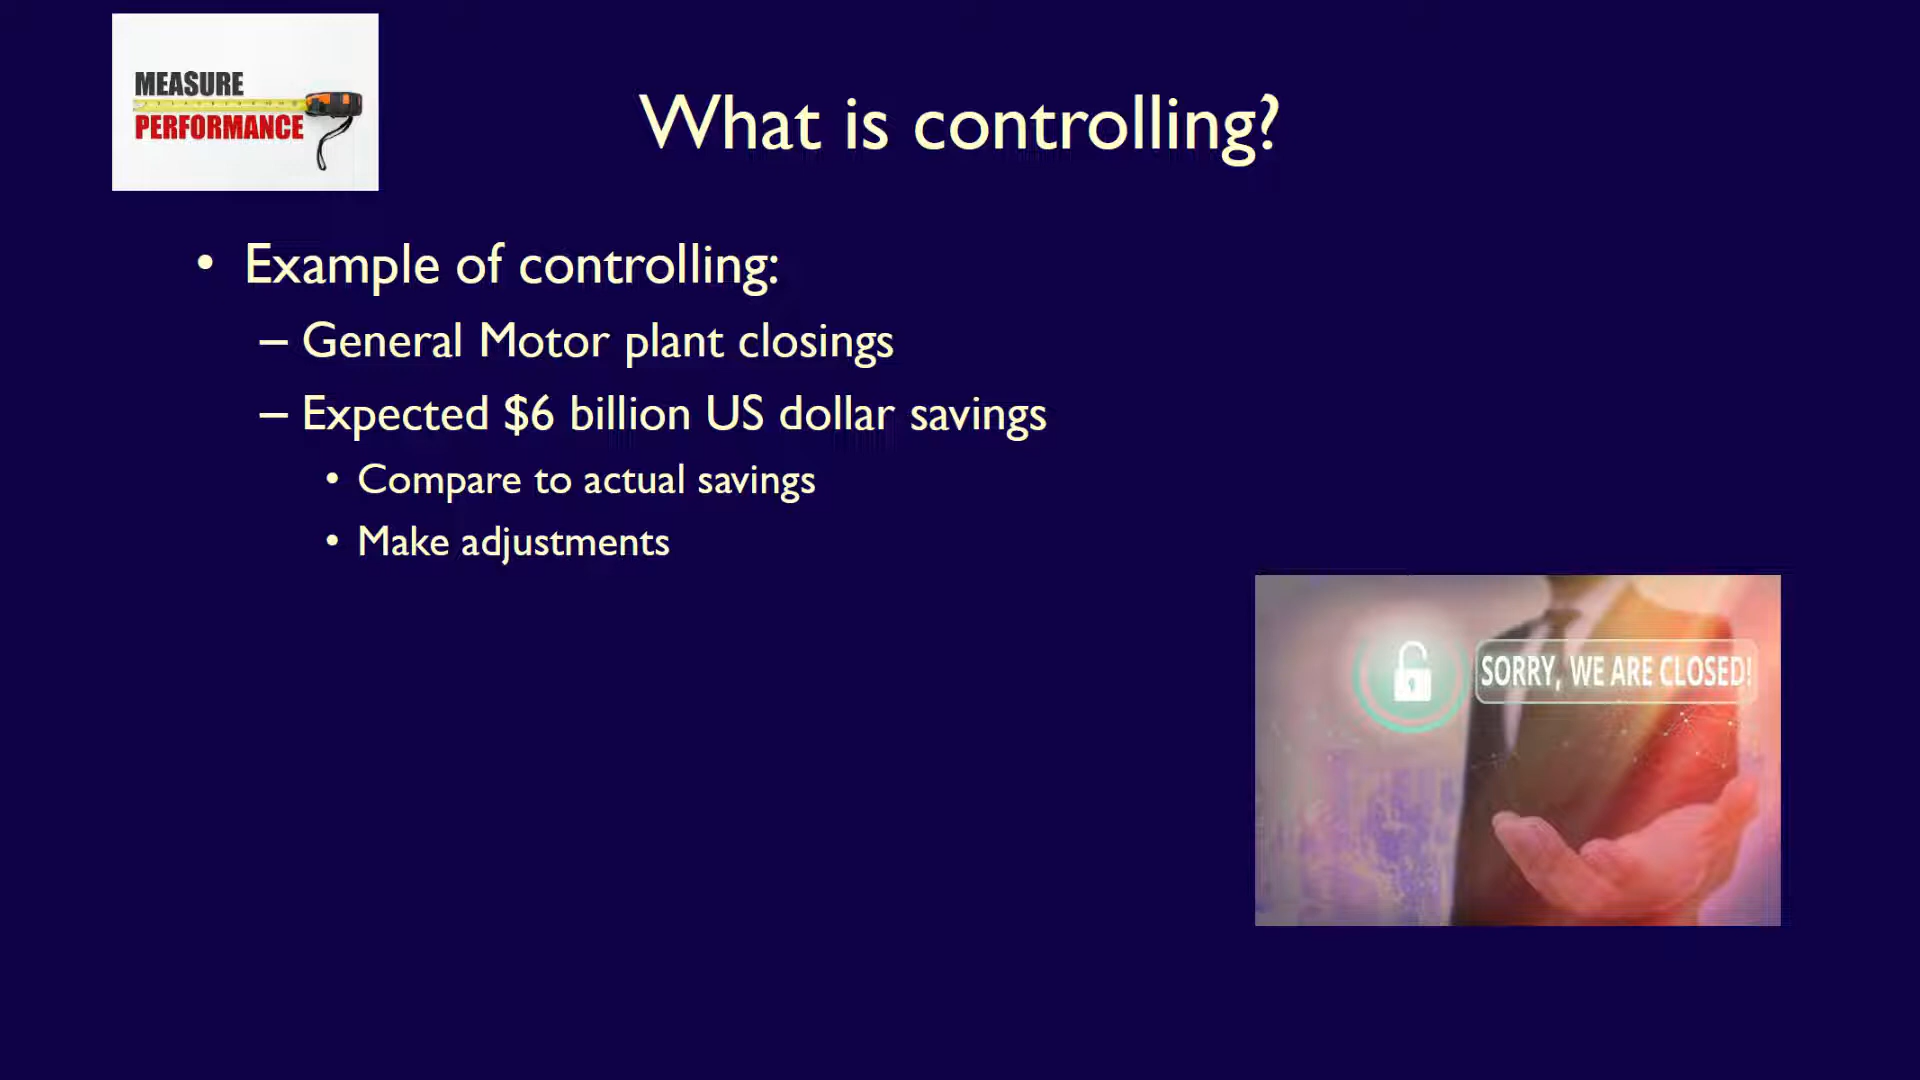 MEASURE
PERFORMANCE
What is controlling?
• Example of controlling:
– General Motor plant closings
– Expected $6 billion US dollar savings
• Compare to actual savings
• Make adjustments
SORRY, WE ARE CLOSED!